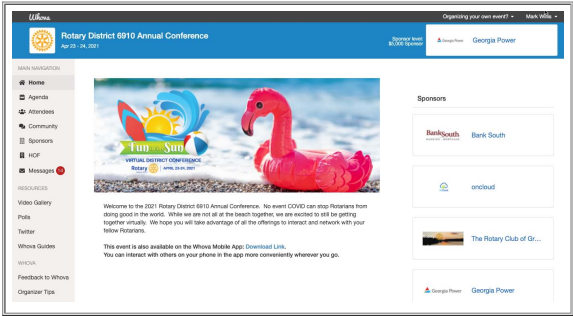 Whova
Organizing your own event?
Mark Wills
Rotary District 6910 Annual Conference
Apr 23 - 24, 2021
Sponsor level:
$5,000 Sponsor
Georgia Power
Georgia Power
MAIN NAVIGATION
Home
Agenda
Attendees
Community
Sponsors
HOF
Messages
RESOURCES
Video Gallery
Polls
Twitter
Whova Guides
WHOVA
Feedback to Whova
Organizer Tips
Fun Sun
VIRTUAL DISTRICT CONFERENCE
Rotary APRIL 23-24, 2021
Welcome to the 2021 Rotary District 6910 Annual Conference. No event COVID can stop Rotarians from
doing good in the world. While we are not all at the beach together, we are excited to still be getting
together virtually. We hope you will take advantage of all the offerings to interact and network with your
fellow Rotarians.
This event is also available on the Whova Mobile App: Download Link.
You can interact with others on your phone in the app more conveniently wherever you go.
Sponsors
BankSouth
Bank South
oncloud
The Rotary Club of Gr...
Georgia Power
Georgia Power